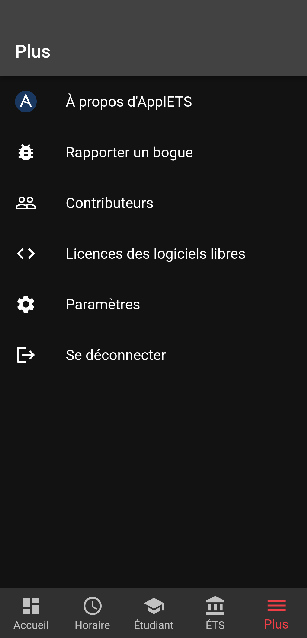 Plus
À propos d'ApplETS
Rapporter un bogue
Contributeurs
Licences des logiciels libres
Paramètres
Se déconnecter
Accueil
Horaire
Étudiant
ÉTS
Plus